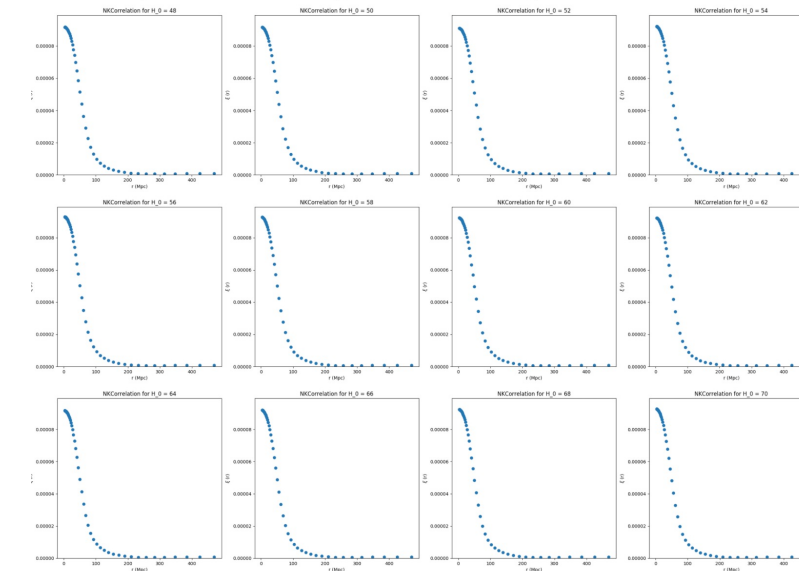 NKCorrelation for H_0 = 48
0.00008
0.00006
0.00004
0.00002
0.00000
0 100 200 300 400
r (Mpc)
NKCorrelation for H_0 = 50
ξ (r)
0.00008
0.00006
0.00004
0.00002
0.00000
0 100 200 300 400
r (Mpc)
NKCorrelation for H_0 = 52
ξ (r)
0.00008
0.00006
0.00004
0.00002
0.00000
0 100 200 300 400
r (Mpc)
NKCorrelation for H_0 = 54
ξ (r)
0.00008
0.00006
0.00004
0.00002
0.00000
0 100 200 300 400
r (Mpc)
NKCorrelation for H_0 = 56
0.00008
0.00006
0.00004
0.00002
0.00000
0 100 200 300 400
r (Mpc)
NKCorrelation for H_0 = 58
ξ (r)
0.00008
0.00006
0.00004
0.00002
0.00000
0 100 200 300 400
r (Mpc)
NKCorrelation for H_0 = 60
ξ (r)
0.00008
0.00006
0.00004
0.00002
0.00000
0 100 200 300 400
r (Mpc)
NKCorrelation for H_0 = 62
ξ (r)
0.00008
0.00006
0.00004
0.00002
0.00000
0 100 200 300 400
r (Mpc)
NKCorrelation for H_0 = 64
0.00008
0.00006
0.00004
0.00002
0.00000
0 100 200 300 400
r (Mpc)
NKCorrelation for H_0 = 66
ξ (r)
0.00008
0.00006
0.00004
0.00002
0.00000
0 100 200 300 400
r (Mpc)
NKCorrelation for H_0 = 68
ξ (r)
0.00008
0.00006
0.00004
0.00002
0.00000
0 100 200 300 400
r (Mpc)
NKCorrelation for H_0 = 70
ξ (r)
0.00008
0.00006
0.00004
0.00002
0.00000
0 100 200 300 400
r (Mpc)